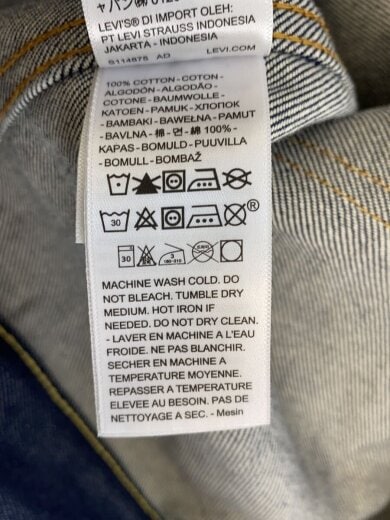 LEVI'S® DI IMPORT OLEH:
PT LEVI STRAUSS INDONESIA
JAKARTA - INDONESIA
AD LEVI.COM
100% COTTON - COTON -
ALGODÓN - ALGODÃO -
COTONE - BAUMWOLLE -
KATOEN - PAMUK - ХЛОПОК
- BAMBAKI - BAWEŁNA - PAMUT
- BAVLNA - 棉 - 면 - 綿 100% -
KAPAS - BOMULD - PUUVILLA
- BOMULL - BOMBAŽ
30 ®
30 3
MACHINE WASH COLD. DO
NOT BLEACH. TUMBLE DRY
MEDIUM. HOT IRON IF
NEEDED. DO NOT DRY CLEAN.
- LAVER EN MACHINE A L'EAU
FROIDE. NE PAS BLANCHIR.
SECHER EN MACHINE A
TEMPERATURE MOYENNE.
REPASSER A TEMPERATURE
ELEVEE AU BESOIN. PAS DE
NETTOYAGE A SEC. - Mesin